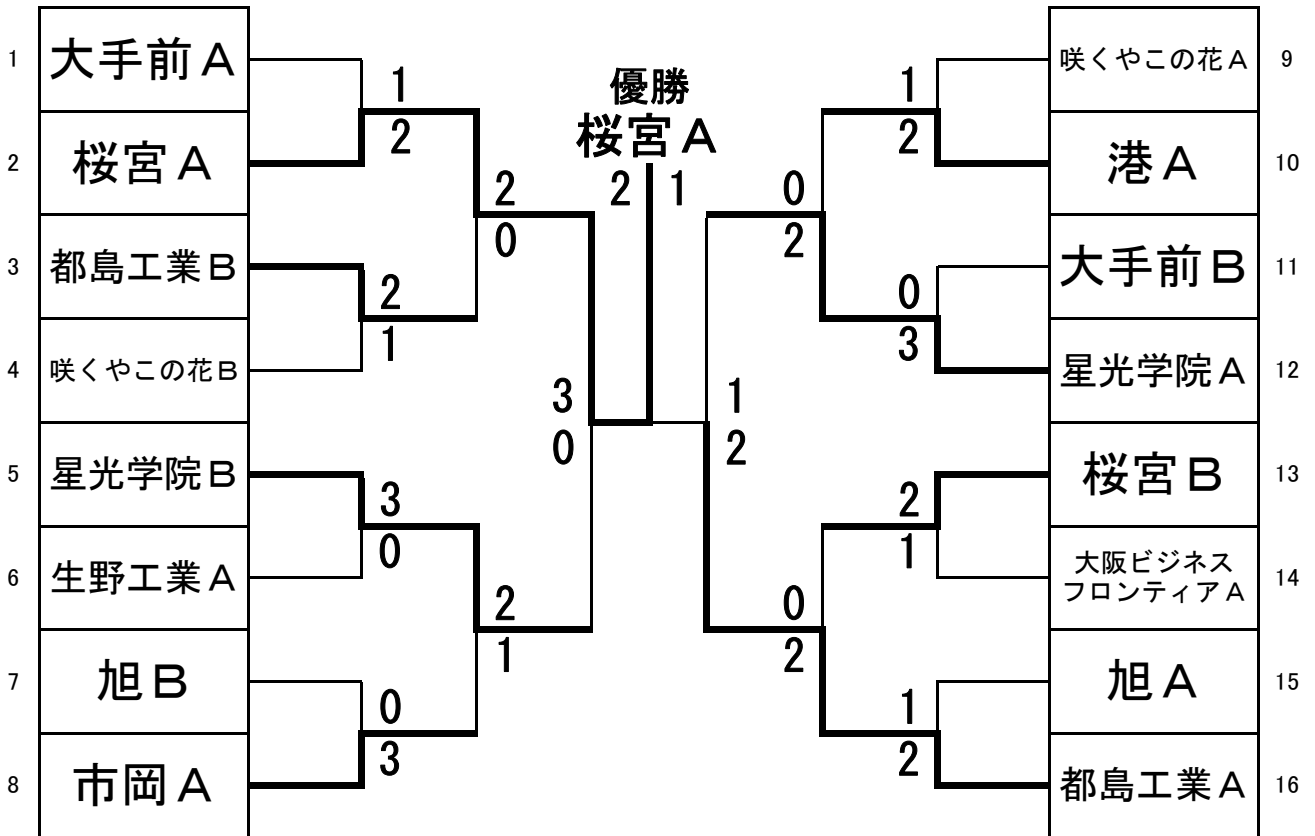 1 大手前A
2 桜宮A
3 都島工業B
4 咲くやこの花B
5 星光学院B
6 生野工業A
7 旭B
8 市岡A
1
2
2
1
3
0
0
3
2
0
2
1
3
0
優勝
桜宮A
2 1
1
2
0
2
0
2
1
2
0
3
2
1
1
2
咲くやこの花A 9
港A 10
大手前B 11
星光学院A 12
桜宮B 13
大阪ビジネス
フロンティアA 14
旭A 15
都島工業A 16